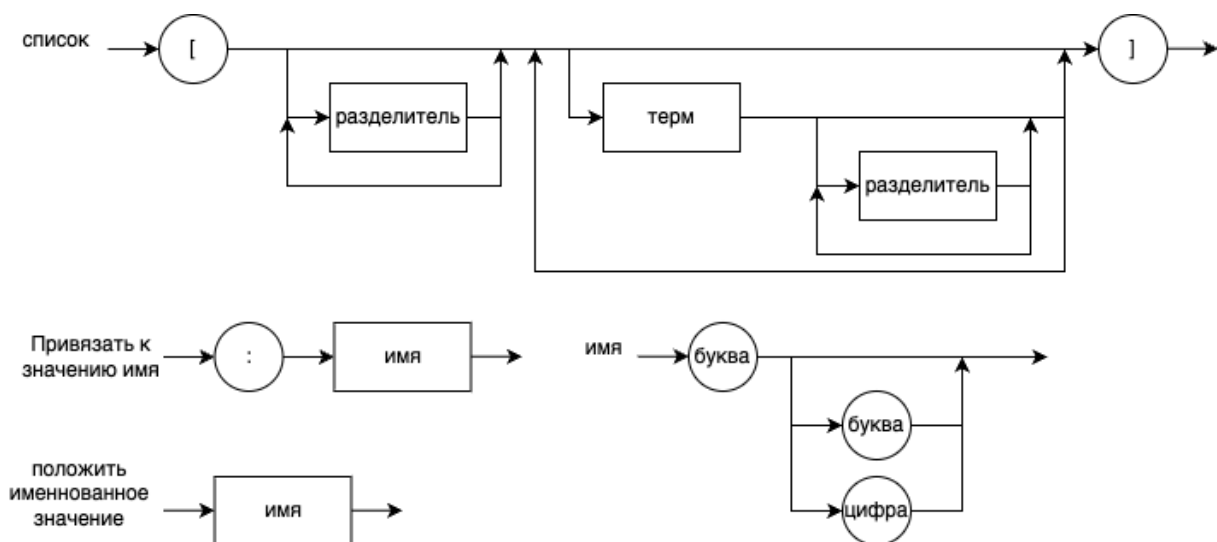 список
[
]
разделитель
терм
разделитель
Привязать к
значению имя
:
имя
имя
буква
буква
цифра
положить
именнованное
значение
имя